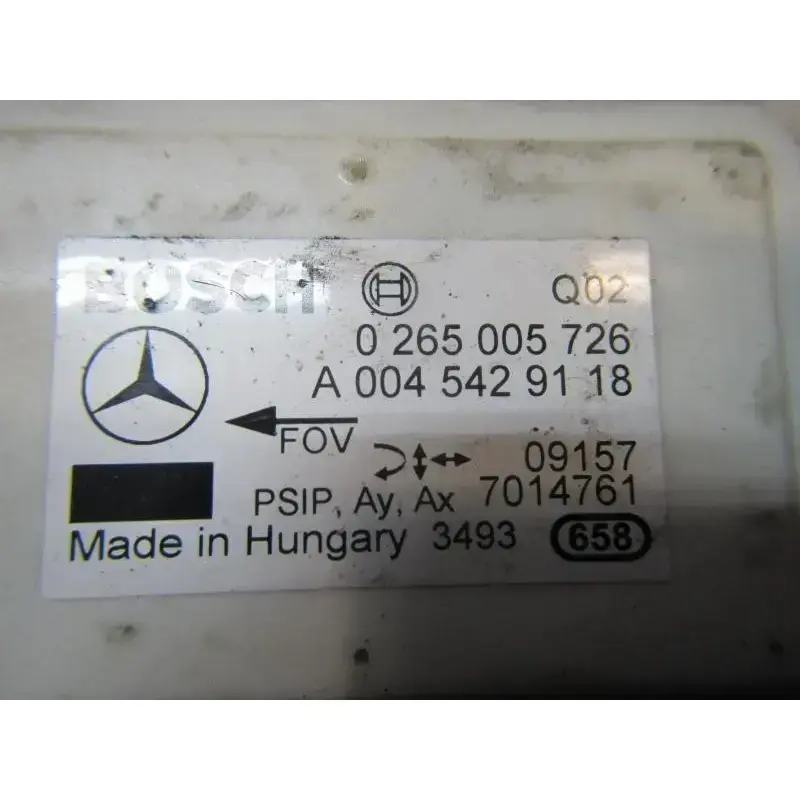 BOSCH Q02
0 265 005 726
A 004 542 91 18
FOV
09157
PSIP, Ay, Ax 7014761
Made in Hungary 3493 658